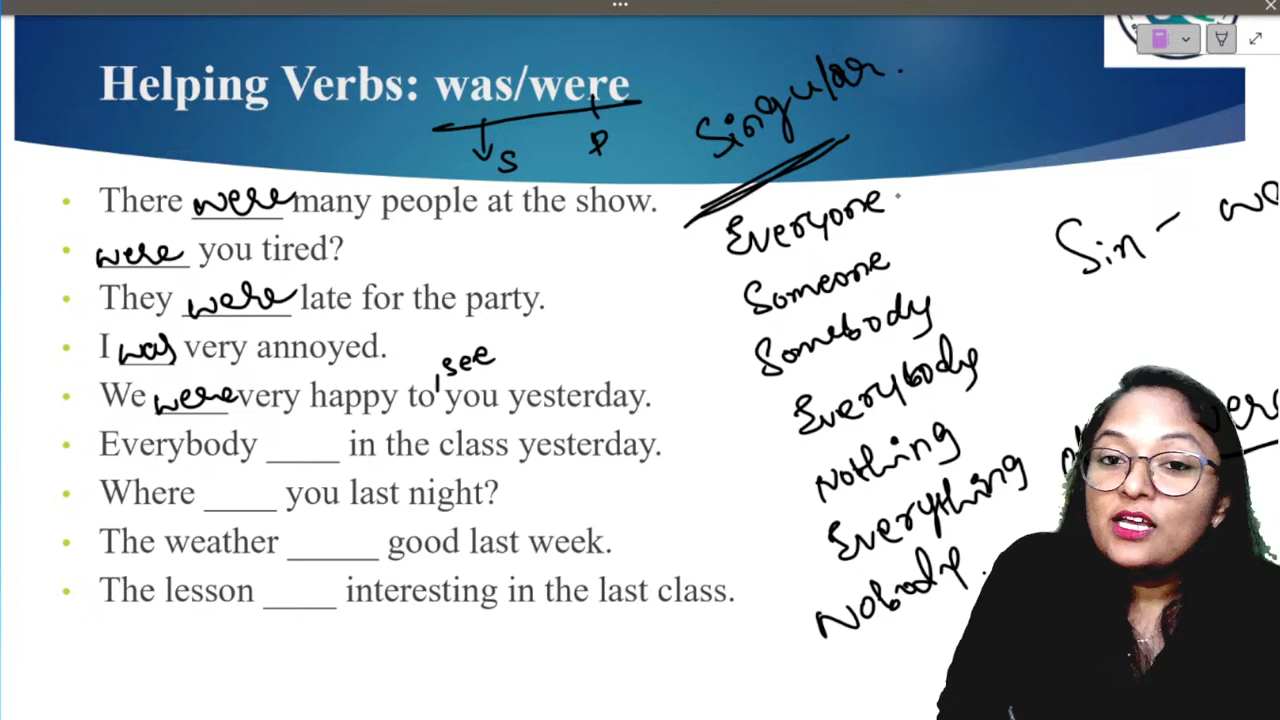 Helping Verbs: was/were
S P
Singular.
There were many people at the show.
were you tired?
They were late for the party.
I was very annoyed.
see
We were very happy to you yesterday.
Everybody ____ in the class yesterday.
Where ____ you last night?
The weather _____ good last week.
The lesson ____ interesting in the last class.
Everyone
Someone
Somebody
Everybody
Nothing
Everything
Nobody.
Sin -